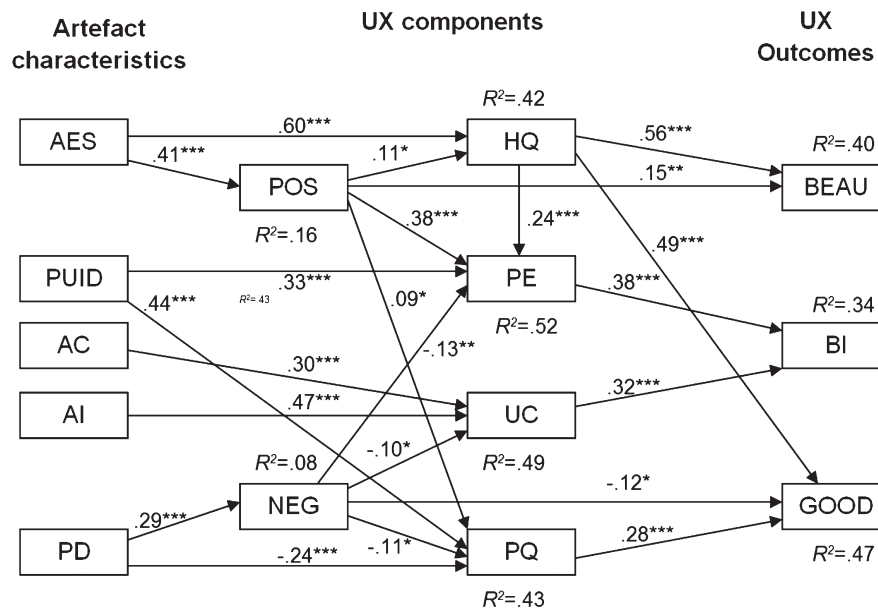 Artefact characteristics
UX components
UX Outcomes
R²=.42
AES
.60***
HQ
.56***
R²=.40
.41***
.11*
POS
.15**
BEAU
R²=.16
.38***
.24***
.49***
PUID
.33***
PE
.38***
R²=.34
.44***
R²=.43
.09*
R²=.52
AC
-.13**
BI
.30***
AI
.47***
UC
.32***
R²=.08
-.10*
R²=.49
NEG
-.12*
GOOD
.29***
PD
-.24***
-.11*
PQ
.28***
R²=.47
R²=.43